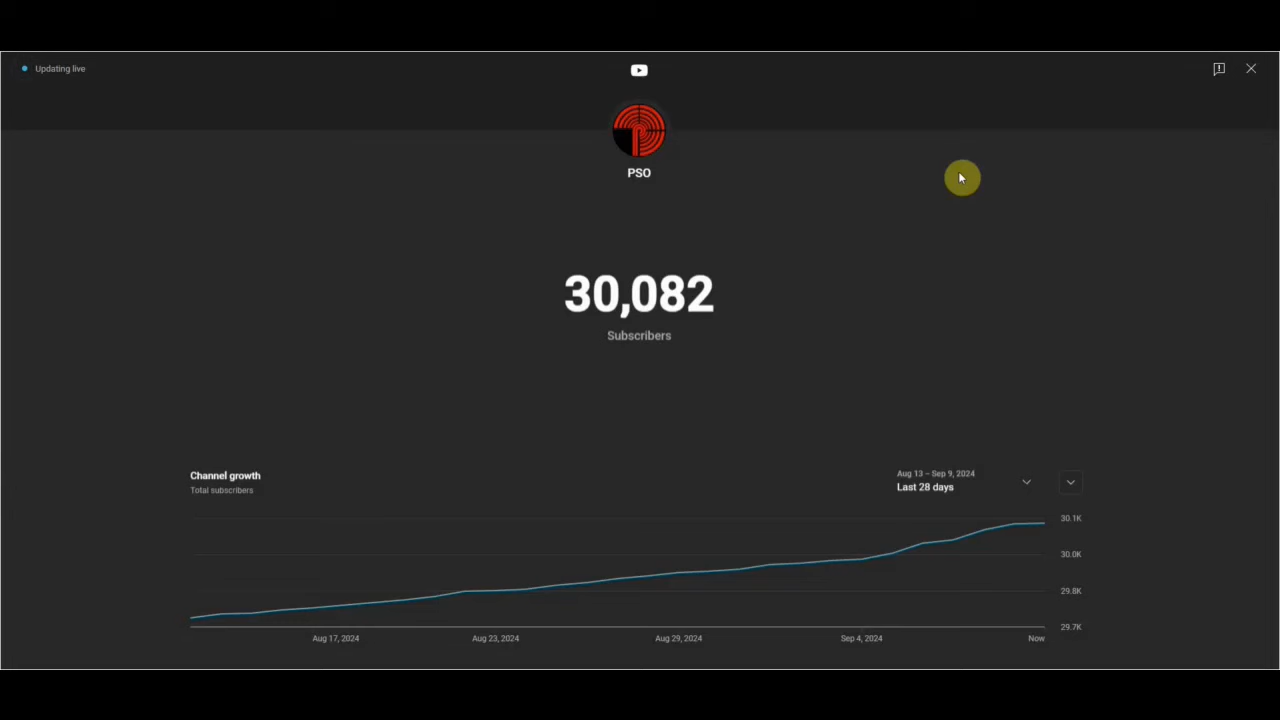 Updating live
PSO
30,082
Subscribers
Channel growth
Total subscribers
Aug 13 – Sep 9, 2024
Last 28 days
30.1K
30.0K
29.8K
29.7K
Aug 17, 2024
Aug 23, 2024
Aug 29, 2024
Sep 4, 2024
Now